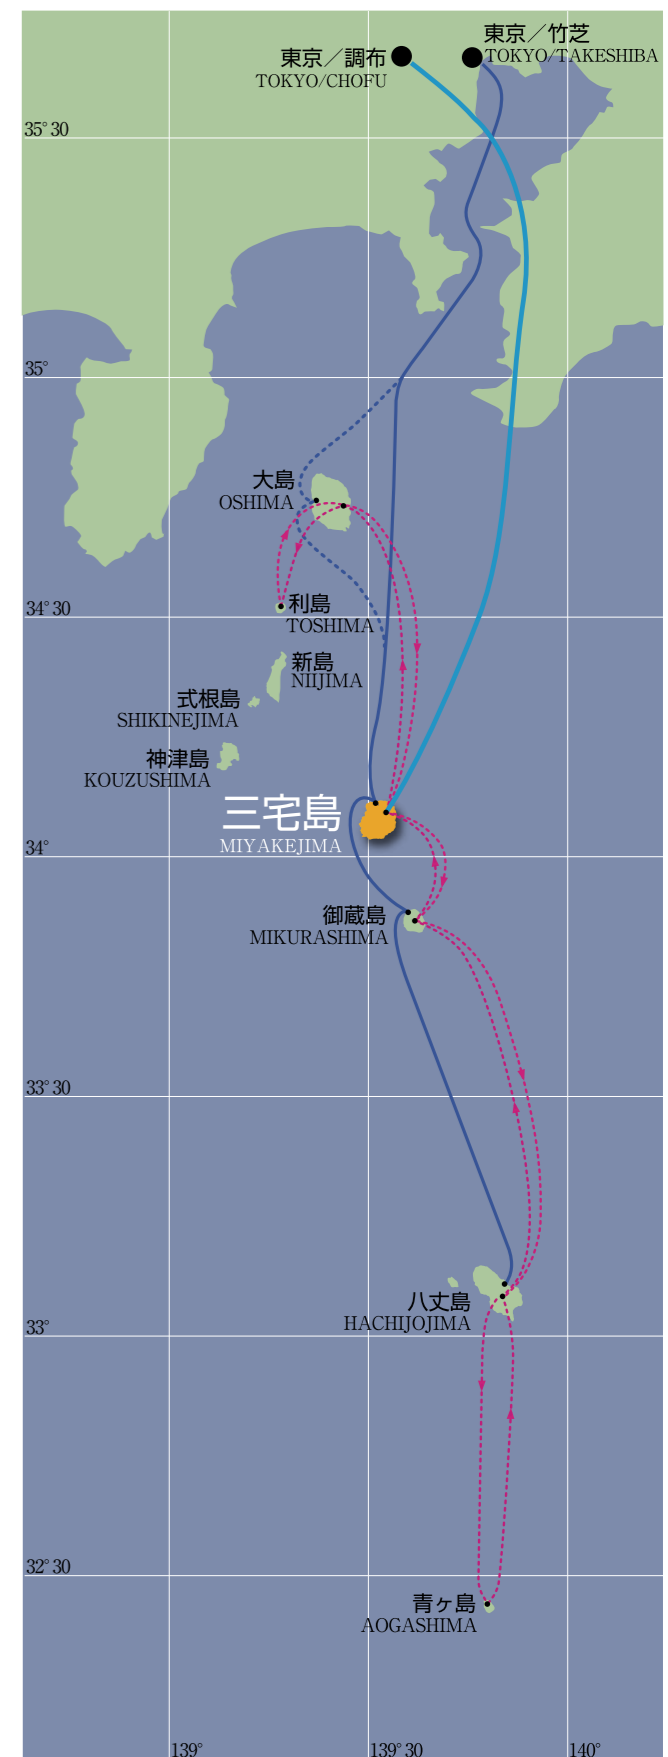 東京／竹芝
TOKYO/TAKESHIBA
東京／調布
TOKYO/CHOFU
35° 30
35°
大島
OSHIMA
利島
TOSHIMA
34° 30
新島
NIIJIMA
式根島
SHIKINEJIMA
神津島
KOUZUSHIMA
三宅島
MIYAKEJIMA
34°
御蔵島
MIKURASHIMA
33° 30
八丈島
HACHIJOJIMA
33°
32° 30
青ヶ島
AOGASHIMA
139°
139° 30
140°